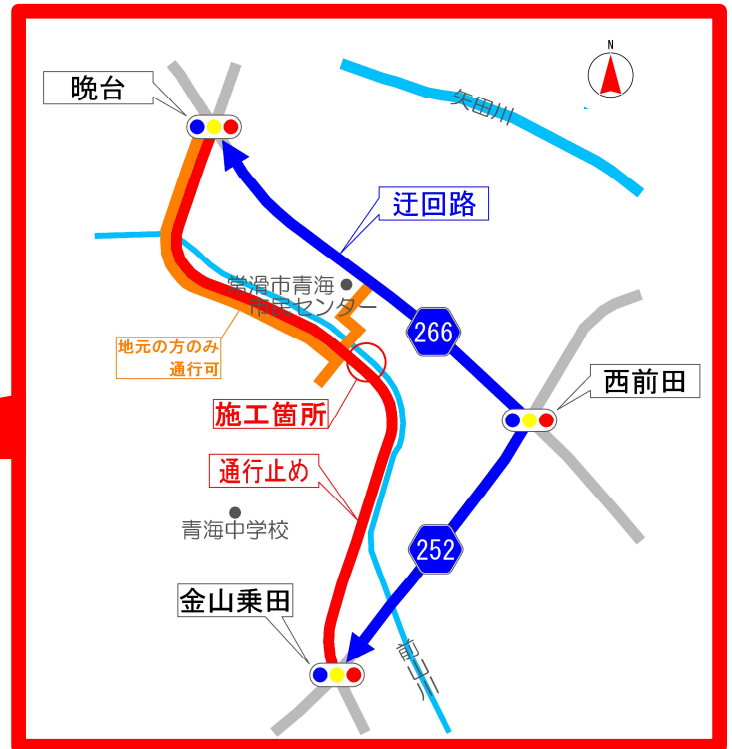 N
晩台
矢田川
迂回路
常滑市青海
市民センター
266
地元の方のみ
通行可
西前田
施工箇所
通行止め
青海中学校
252
金山乗田
前山川